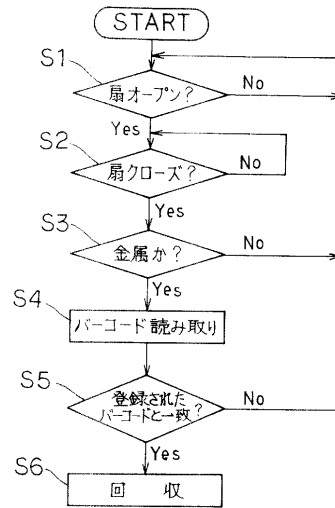 START
S1
扇オープン?
No
Yes
S2
扇クローズ?
No
Yes
S3
金属か?
No
Yes
S4
バーコード読み取り
S5
登録された
バーコードと一致?
No
Yes
S6
回 収